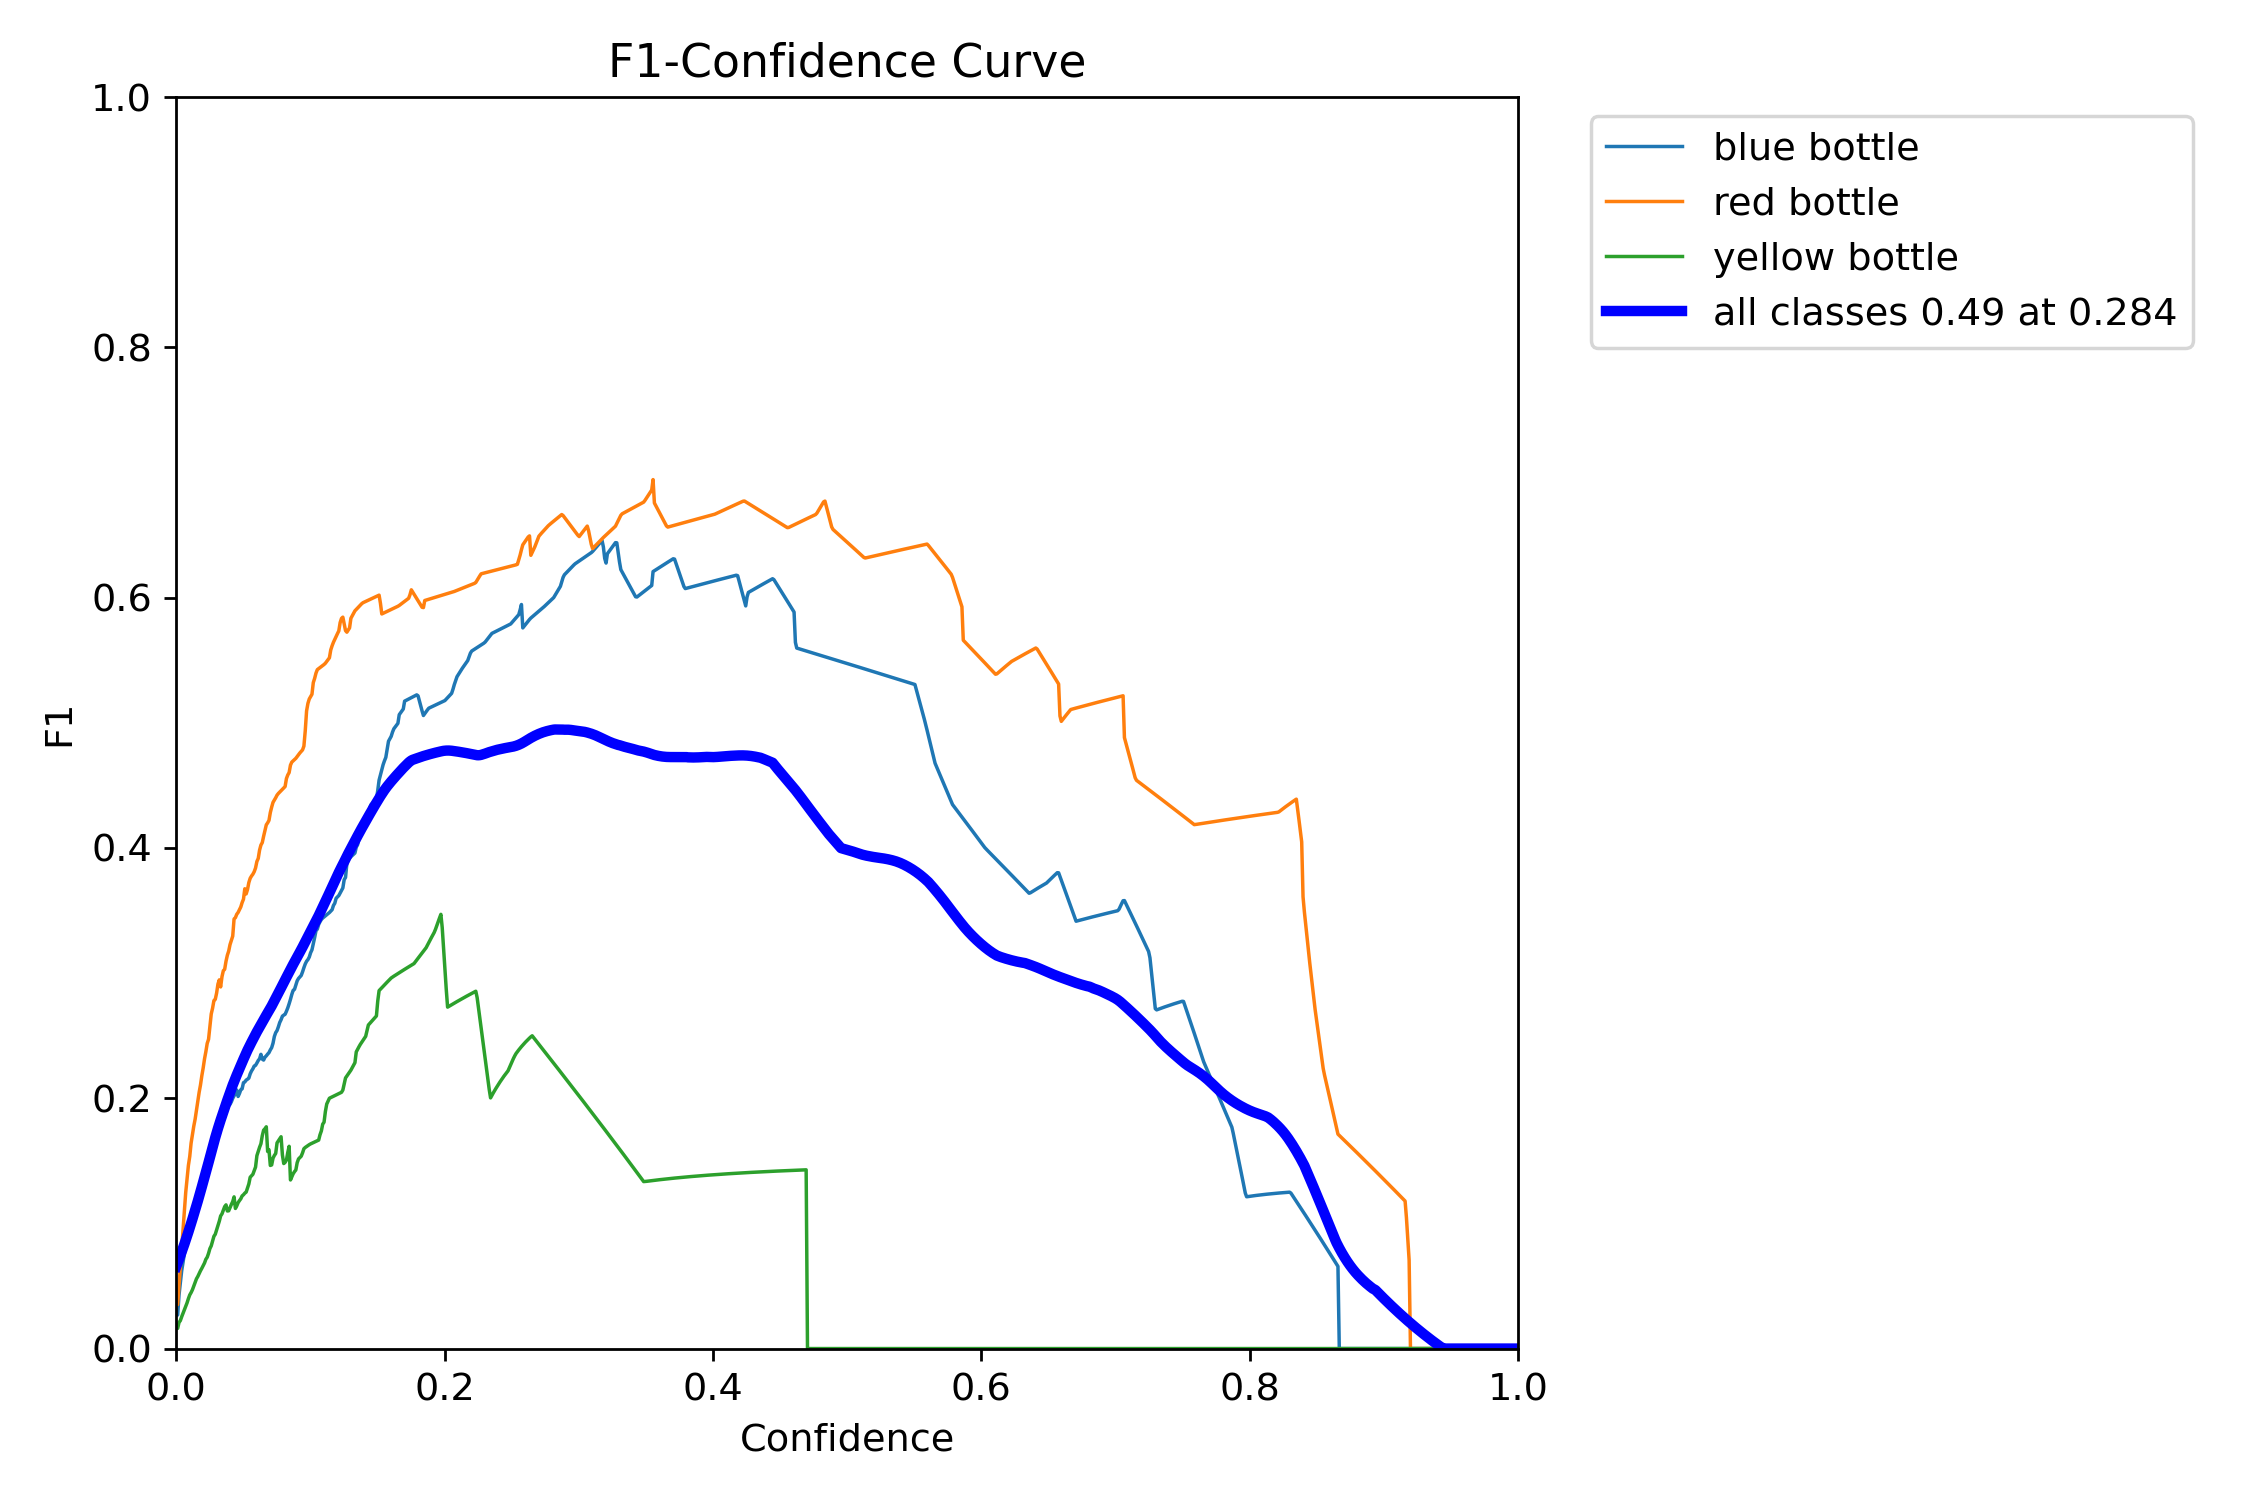 F1-Confidence Curve
1.0
0.8
0.6
0.4
0.2
0.0
F1
0.0 0.2 0.4 0.6 0.8 1.0
Confidence
blue bottle
red bottle
yellow bottle
all classes 0.49 at 0.284